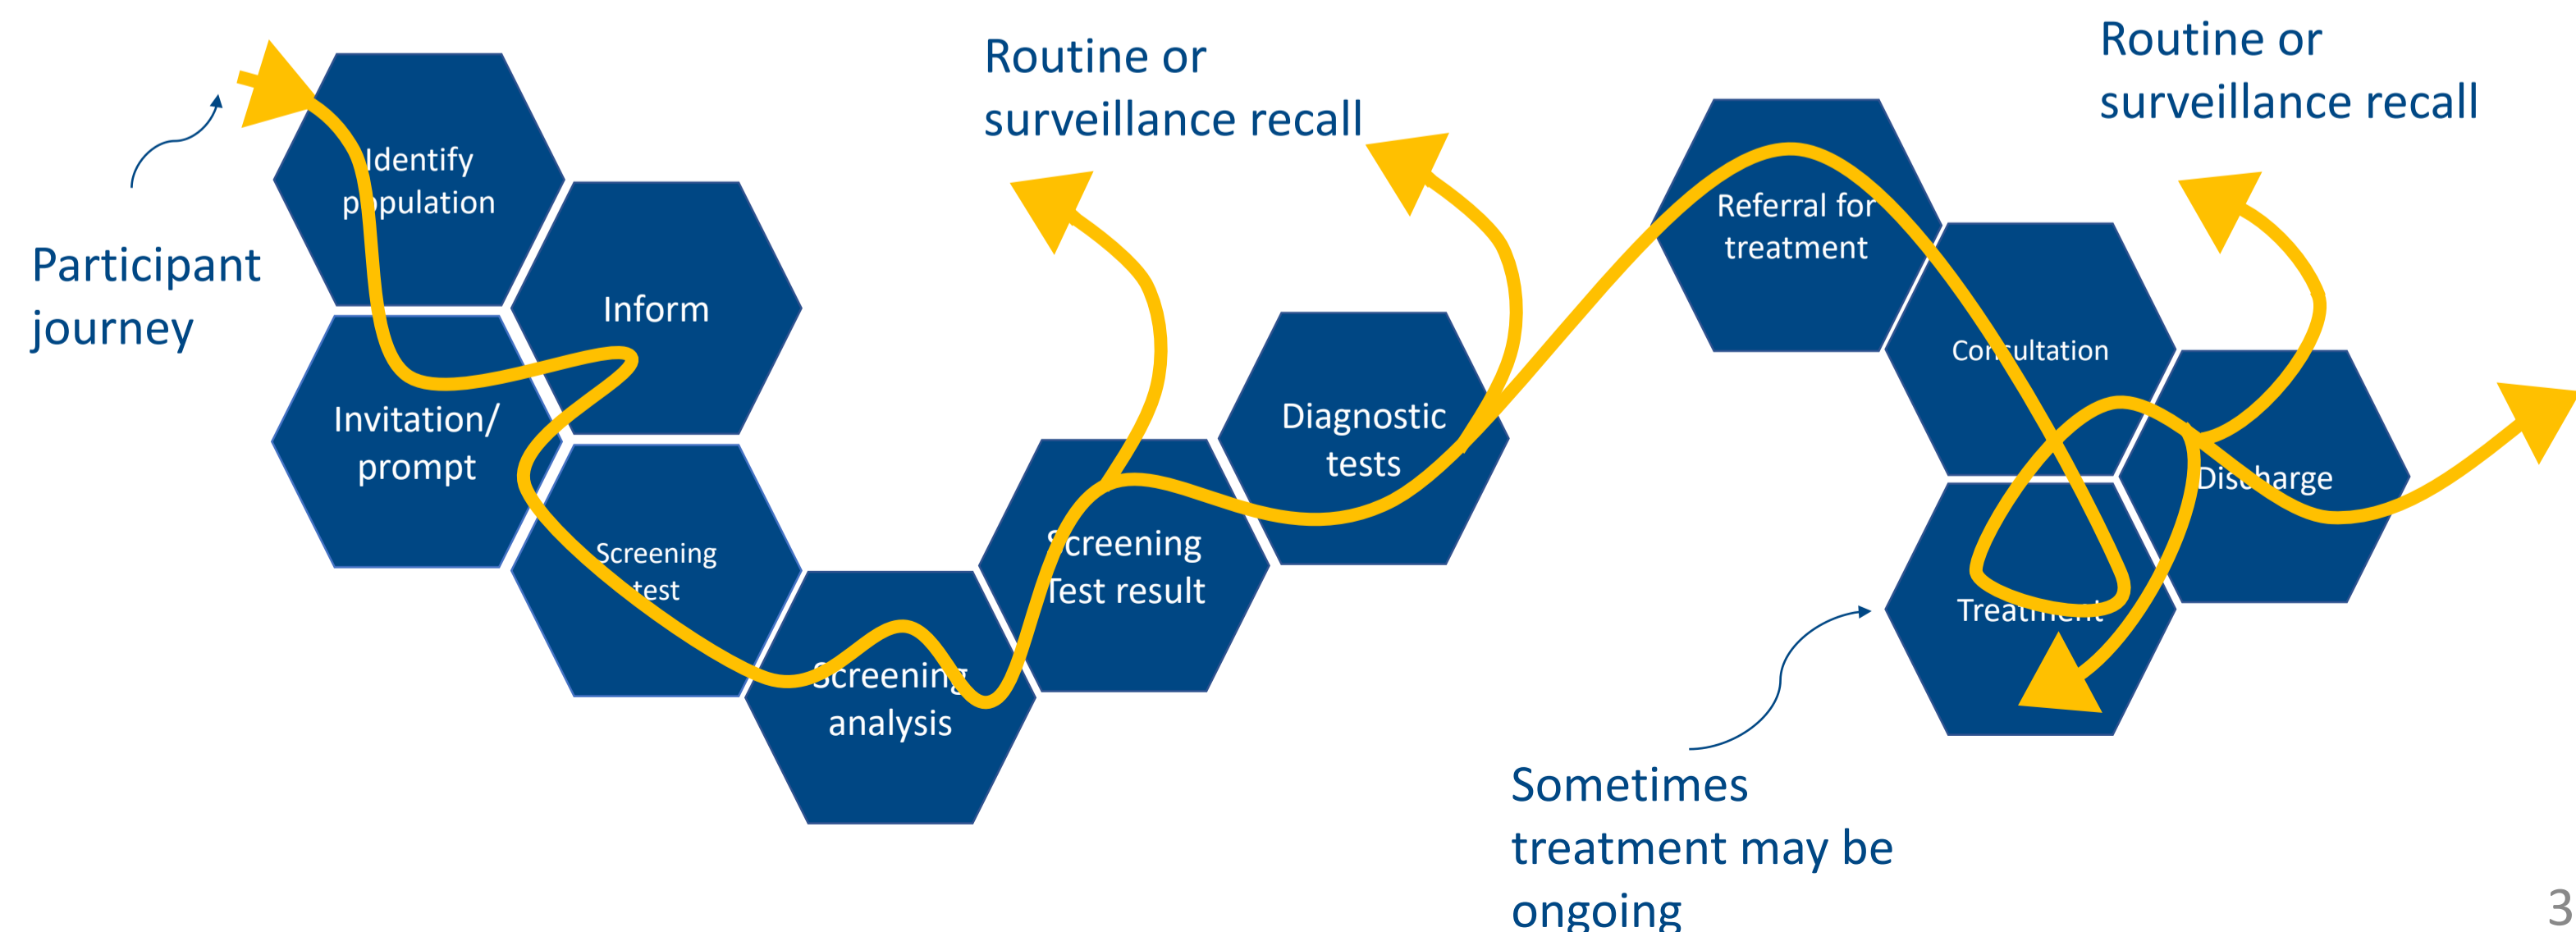 Participant
journey
Identify
population
Inform
Invitation/
prompt
Screening
test
Screening
analysis
Screening
Test result
Routine or
surveillance recall
Diagnostic
tests
Referral for
treatment
Consultation
Treatment
Discharge
Routine or
surveillance recall
Sometimes
treatment may be
ongoing
3